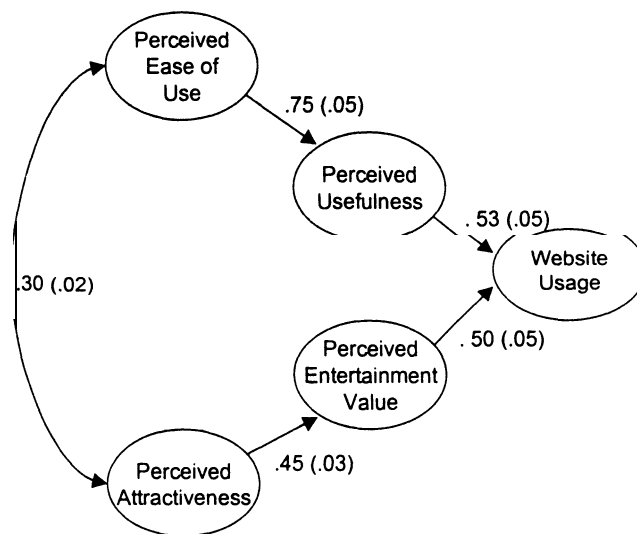 Perceived
Ease of
Use
.75 (.05)
Perceived
Usefulness
. 53 (.05)
Website
Usage
.30 (.02)
. 50 (.05)
Perceived
Entertainment
Value
.45 (.03)
Perceived
Attractiveness